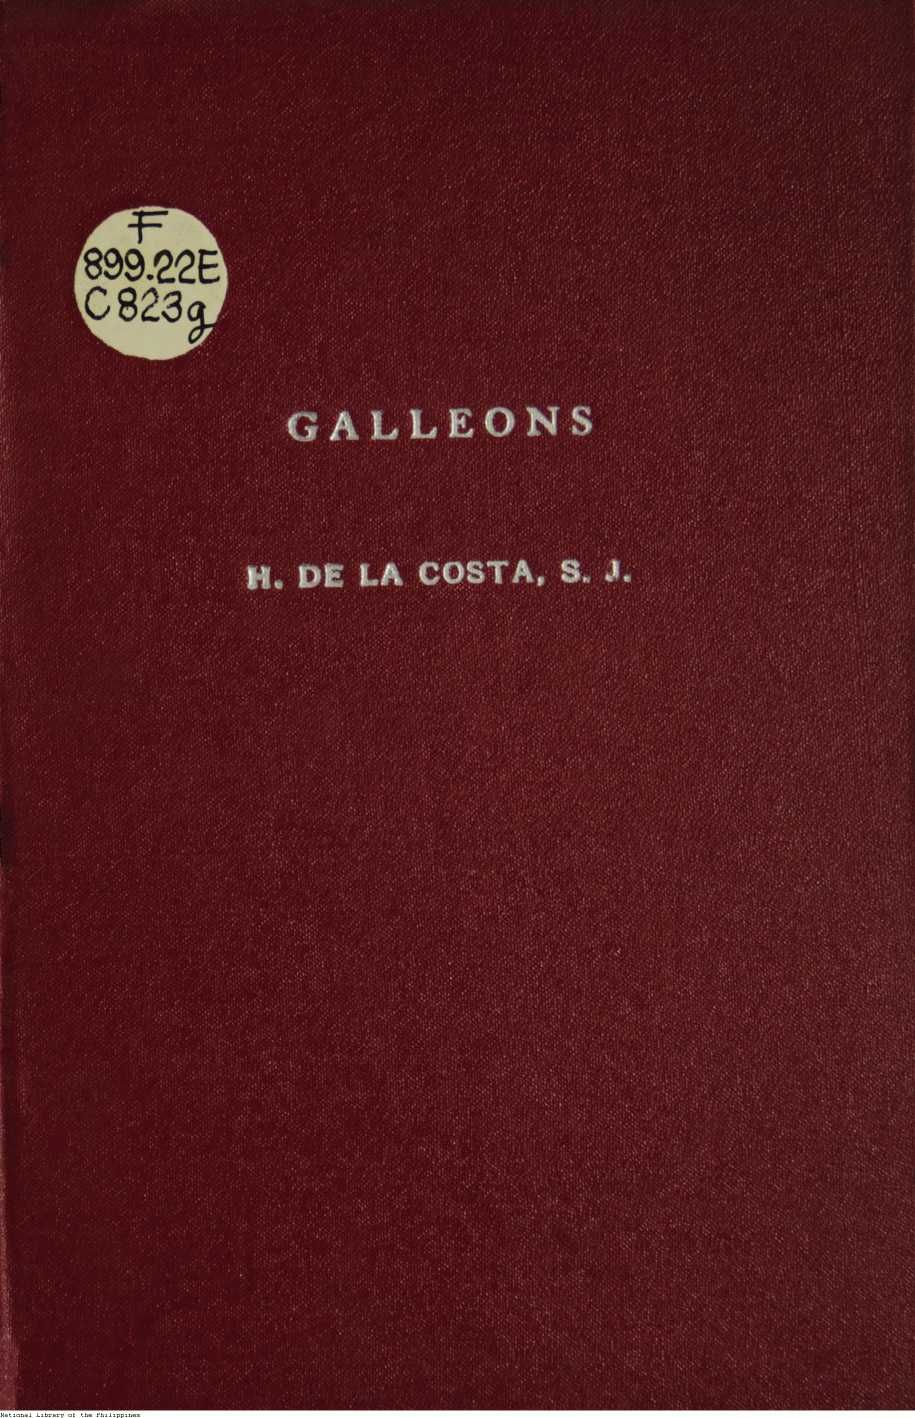 F
899.22E
C823g
GALLEONS
H. DE LA COSTA, S. J.
National Library of the Philippines